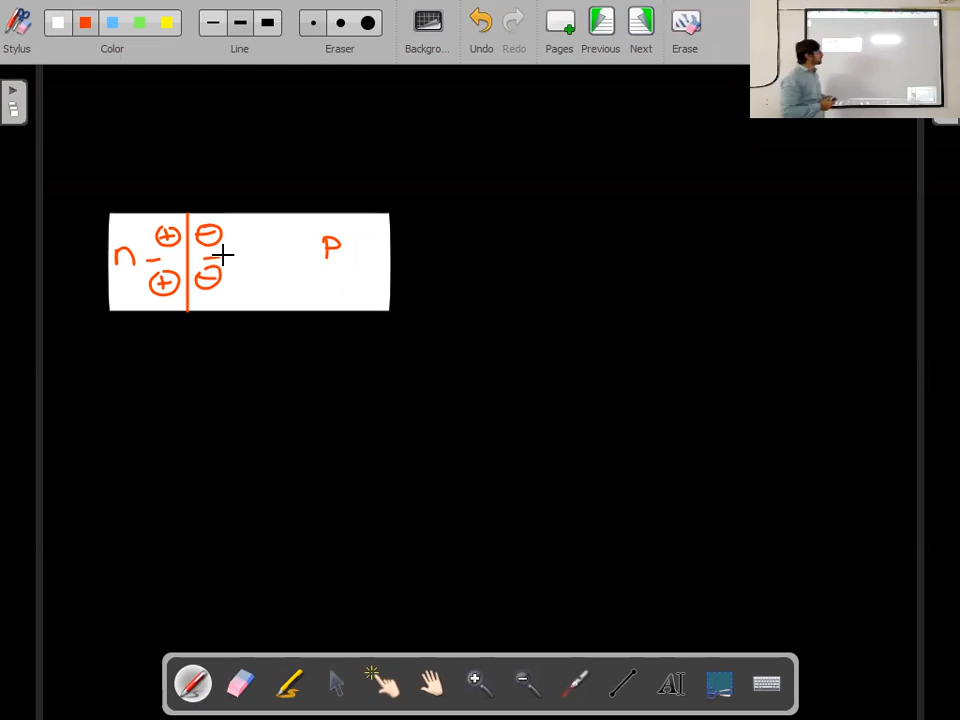 Stylus
Color
Line
Eraser
Backgro...
Undo
Redo
Pages
Previous
Next
Erase
+ −
n − − P
+ −